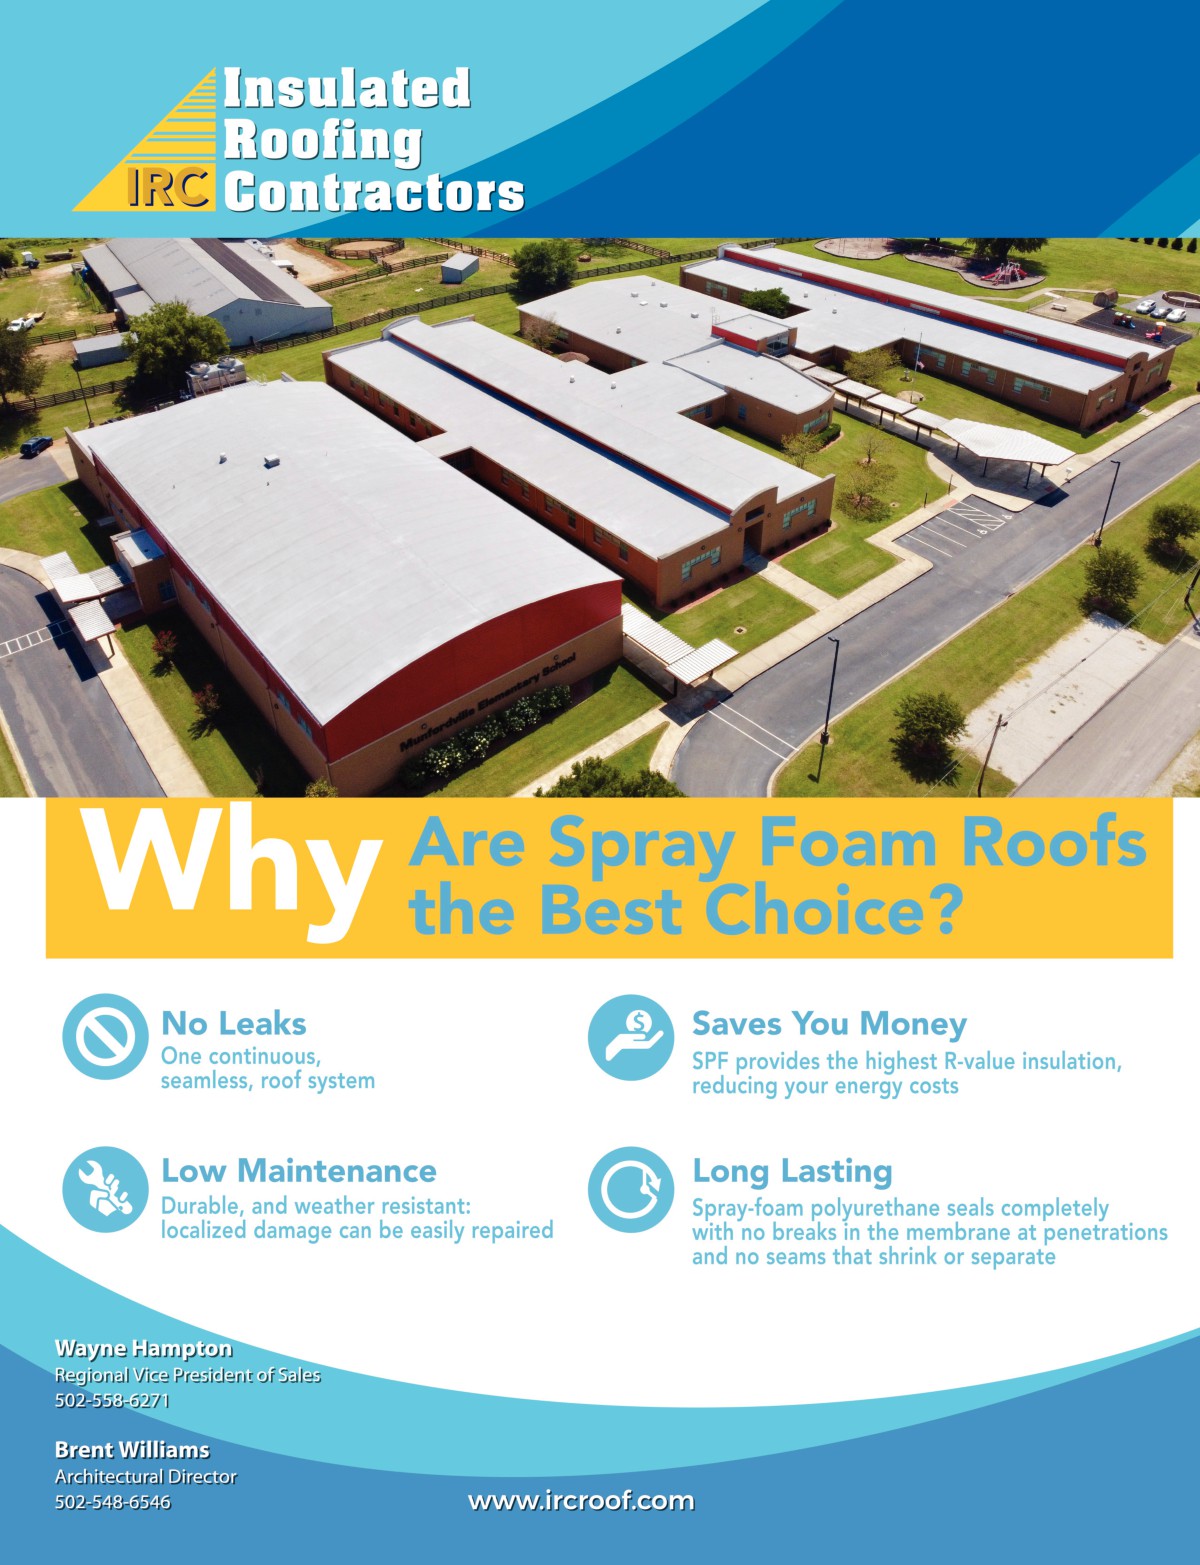 IRC
Insulated
Roofing
Contractors
Munfordville Elementary School
Why
Are Spray Foam Roofs
the Best Choice?
No Leaks
One continuous,
seamless, roof system
Saves You Money
SPF provides the highest R-value insulation,
reducing your energy costs
Low Maintenance
Durable, and weather resistant:
localized damage can be easily repaired
Long Lasting
Spray-foam polyurethane seals completely
with no breaks in the membrane at penetrations
and no seams that shrink or separate
Wayne Hampton
Regional Vice President of Sales
502-558-6271
Brent Williams
Architectural Director
502-548-6546
www.ircroof.com